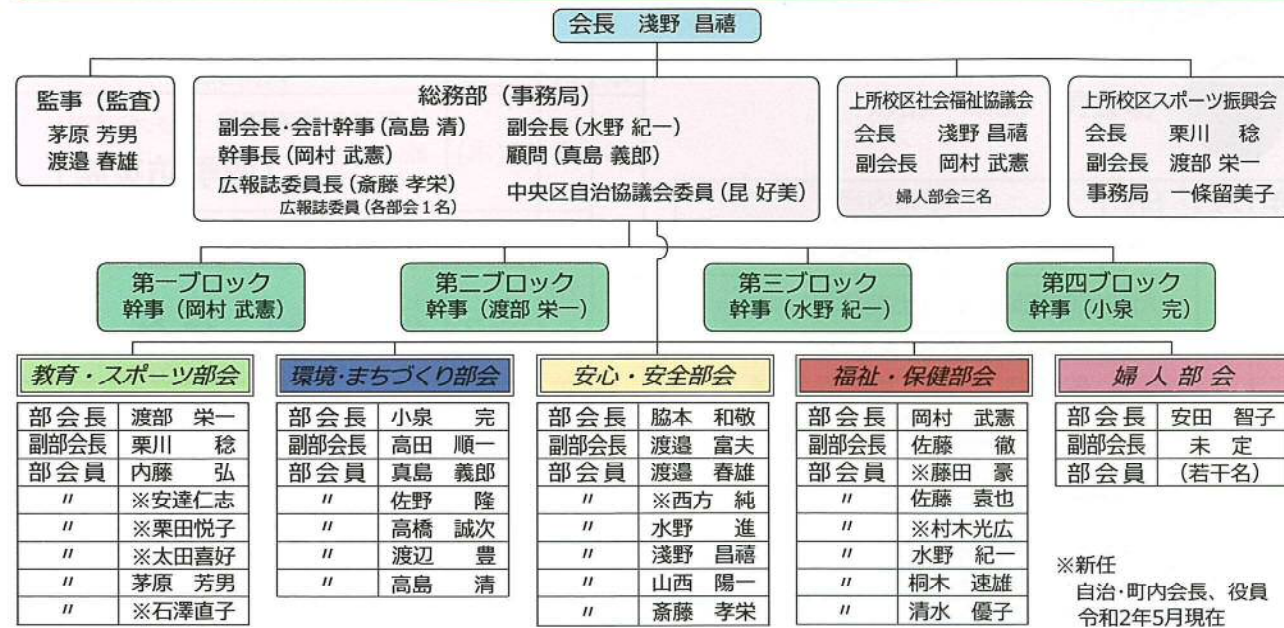 会長 淺野 昌禧
監事（監査）
茅原 芳男
渡邉 春雄
総務部（事務局）
副会長・会計幹事（高島 清） 副会長（水野 紀一）
幹事長（岡村 武憲） 顧問（真島 義郎）
広報誌委員長（斎藤 孝栄）
広報誌委員（各部会１名）
中央区自治協議会委員（昆 好美）
上所校区社会福祉協議会
会長 淺野 昌禧
副会長 岡村 武憲
婦人部会三名
上所校区スポーツ振興会
会長 栗川 稔
副会長 渡部 栄一
事務局 一條留美子
第一ブロック
幹事（岡村 武憲）
第二ブロック
幹事（渡部 栄一）
第三ブロック
幹事（水野 紀一）
第四ブロック
幹事（小泉 完）
教育・スポーツ部会
部会長 渡部 栄一
副部会長 栗川 稔
部会員 内藤 弘
〃 ※安達仁志
〃 ※栗田悦子
〃 ※太田喜好
〃 茅原 芳男
〃 ※石澤直子
環境・まちづくり部会
部会長 小泉 完
副部会長 高田 順一
部会員 真島 義郎
〃 佐野 隆
〃 高橋 誠次
〃 渡辺 豊
〃 高島 清
安心・安全部会
部会長 脇本 和敬
副部会長 渡邉 富夫
部会員 渡邉 春雄
〃 ※西方 純
〃 水野 進
〃 淺野 昌禧
〃 山西 陽一
〃 斎藤 孝栄
福祉・保健部会
部会長 岡村 武憲
副部会長 佐藤 徹
部会員 ※藤田 豪
〃 佐藤 袁也
〃 ※村木光広
〃 水野 紀一
〃 桐木 速雄
〃 清水 優子
婦人部会
部会長 安田 智子
副部会長 未定
部会員 （若干名）
※新任
自治・町内会長、役員
令和2年5月現在